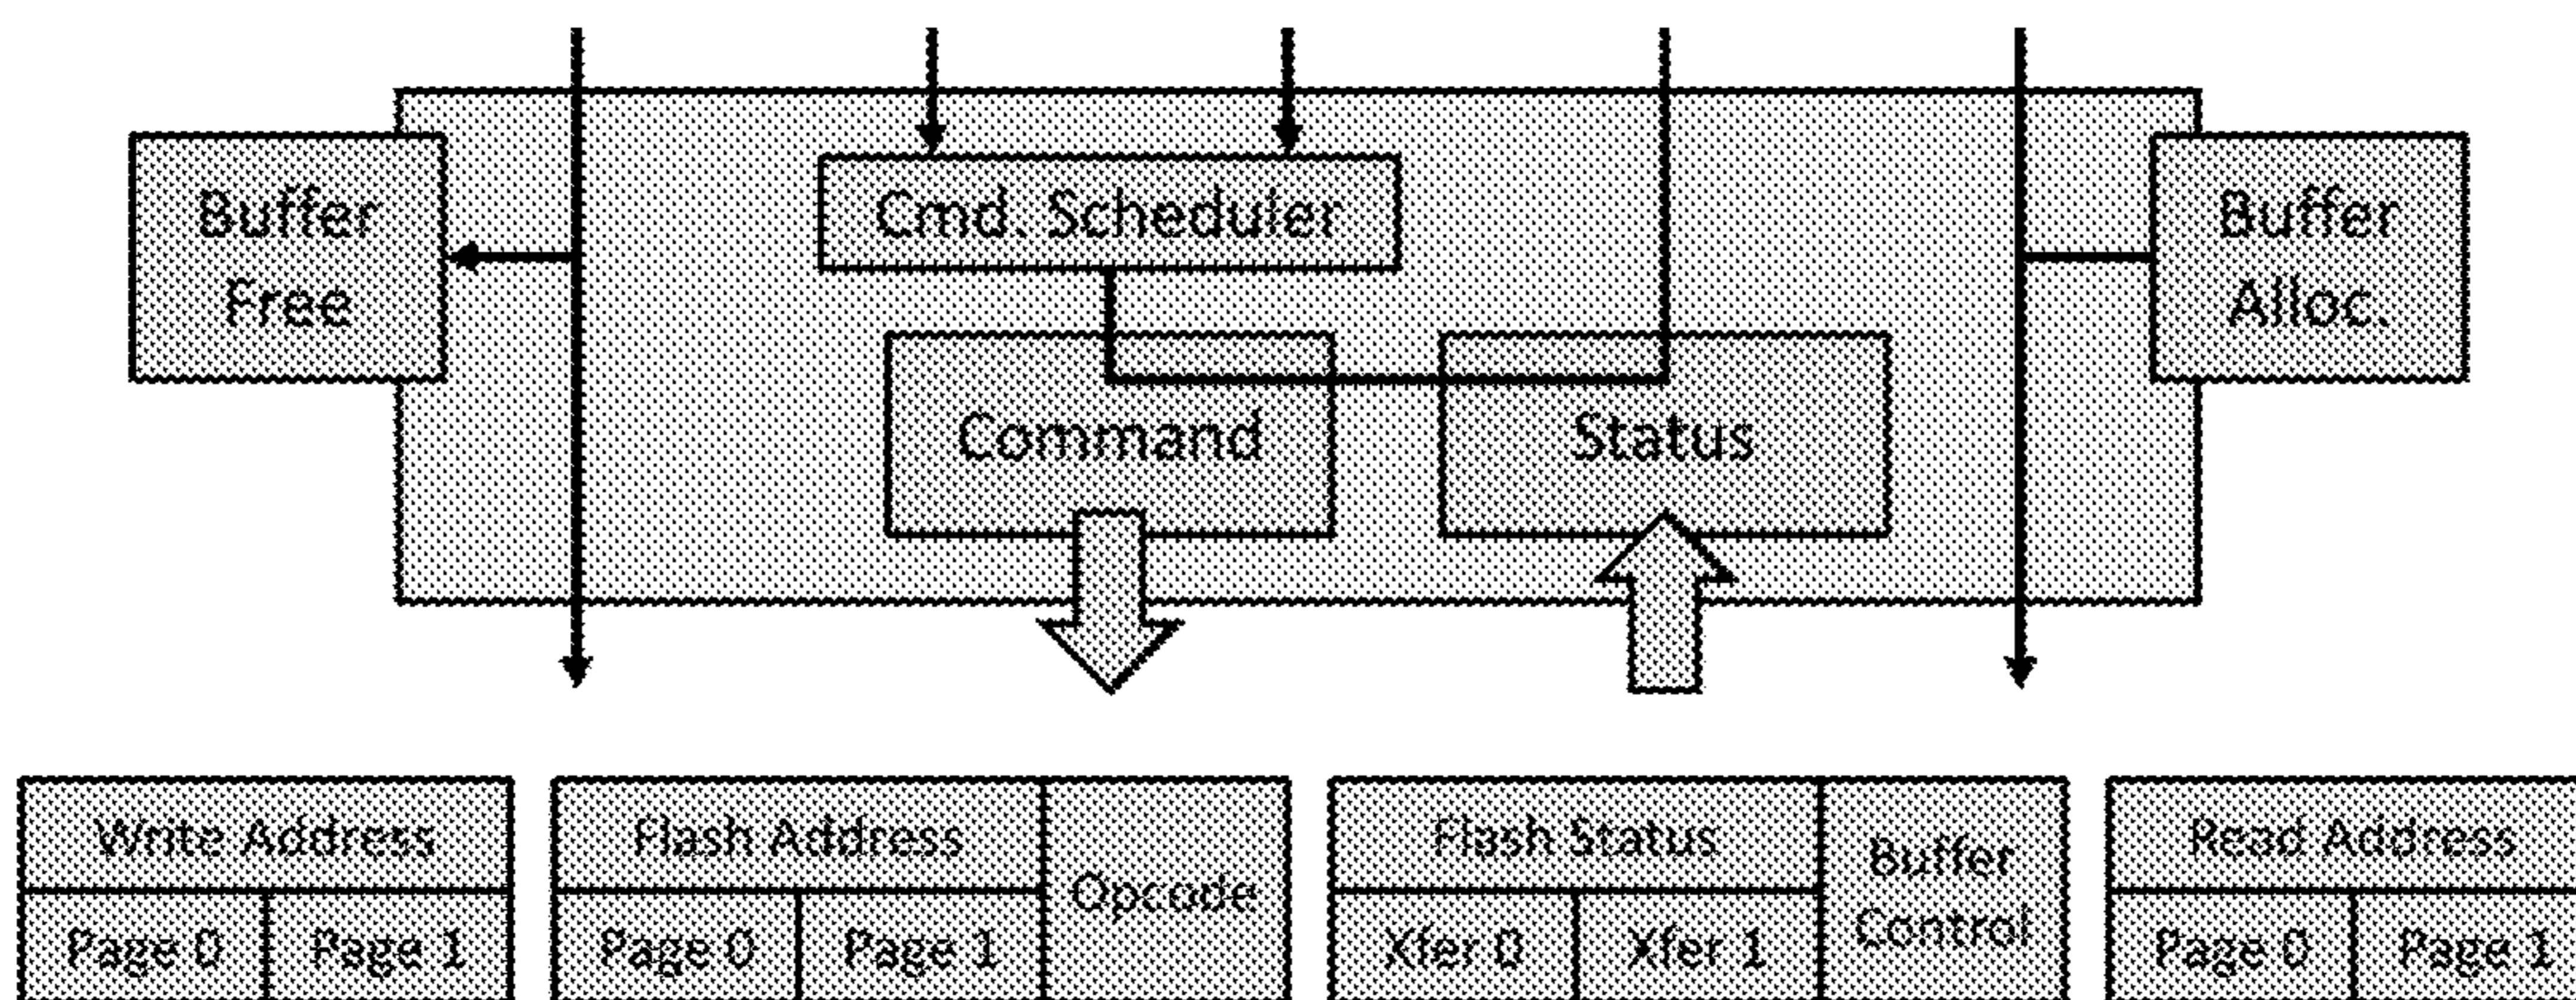 Buffer
Free
Cmd. Scheduler
Buffer
Alloc.
Command
Status
Write Address
Page 0
Page 1
Flash Address
Page 0
Page 1
Opcode
Flash Status
Xfer 0
Xfer 1
Buffer
Control
Read Address
Page 0
Page 1